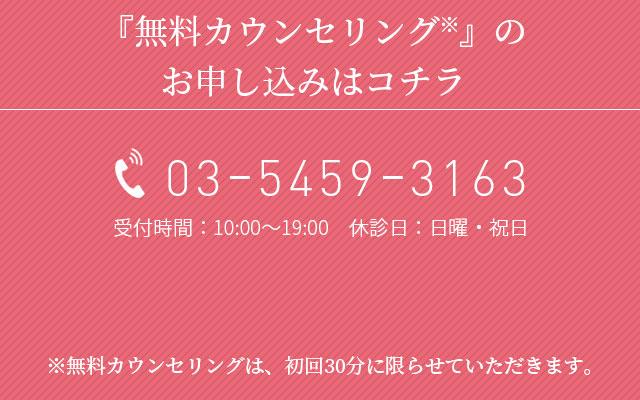 『無料カウンセリング※』の
お申し込みはコチラ
03-5459-3163
受付時間：10:00〜19:00　休診日：日曜・祝日
※無料カウンセリングは、初回30分に限らせていただきます。